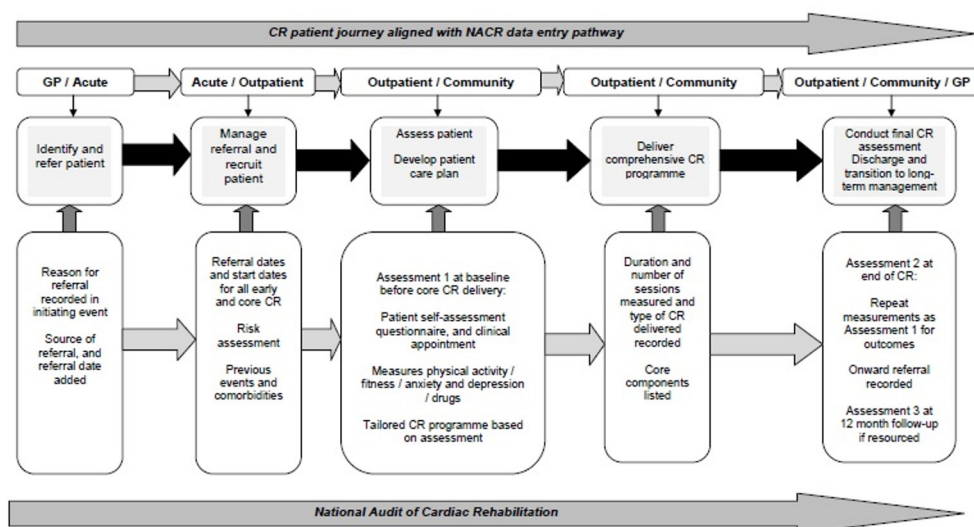 CR patient journey aligned with NACR data entry pathway
GP / Acute
Acute / Outpatient
Outpatient / Community
Outpatient / Community
Outpatient / Community / GP
Identify and
refer patient
Manage
referral and
recruit
patient
Assess patient
Develop patient
care plan
Deliver
comprehensive CR
programme
Conduct final CR
assessment
Discharge and
transition to long-
term management
Reason for
referral
recorded in
initiating event
Source of
referral, and
referral date
added
Referral dates
and start dates
for all early
and core CR
Risk
assessment
Previous
events and
comorbidities
Assessment 1 at baseline
before core CR delivery:
Patient self-assessment
questionnaire, and clinical
appointment
Measures physical activity /
fitness / anxiety and depression
/ drugs
Tailored CR programme based
on assessment
Duration and
number of
sessions
measured and
type of CR
delivered
recorded
Core
components
listed
Assessment 2 at
end of CR:
Repeat
measurements as
Assessment 1 for
outcomes
Onward referral
recorded
Assessment 3 at
12 month follow-up
if resourced
National Audit of Cardiac Rehabilitation